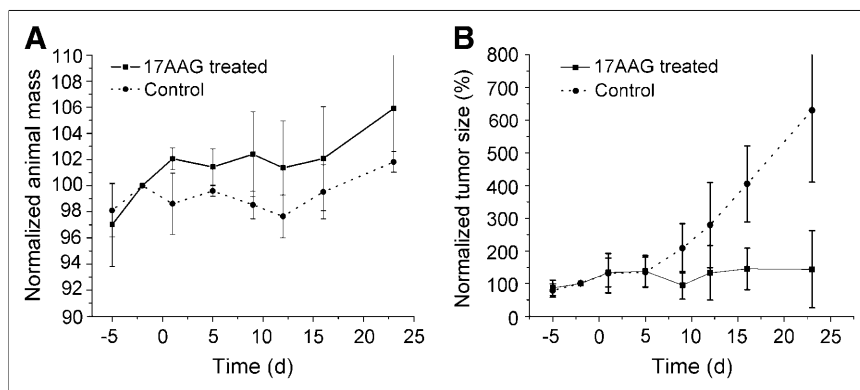 A
Normalized animal mass
110
108
106
104
102
100
98
96
94
92
90
17AAG treated
Control
-5 0 5 10 15 20 25
Time (d)
B
Normalized tumor size (%)
800
700
600
500
400
300
200
100
0
17AAG treated
Control
-5 0 5 10 15 20 25
Time (d)